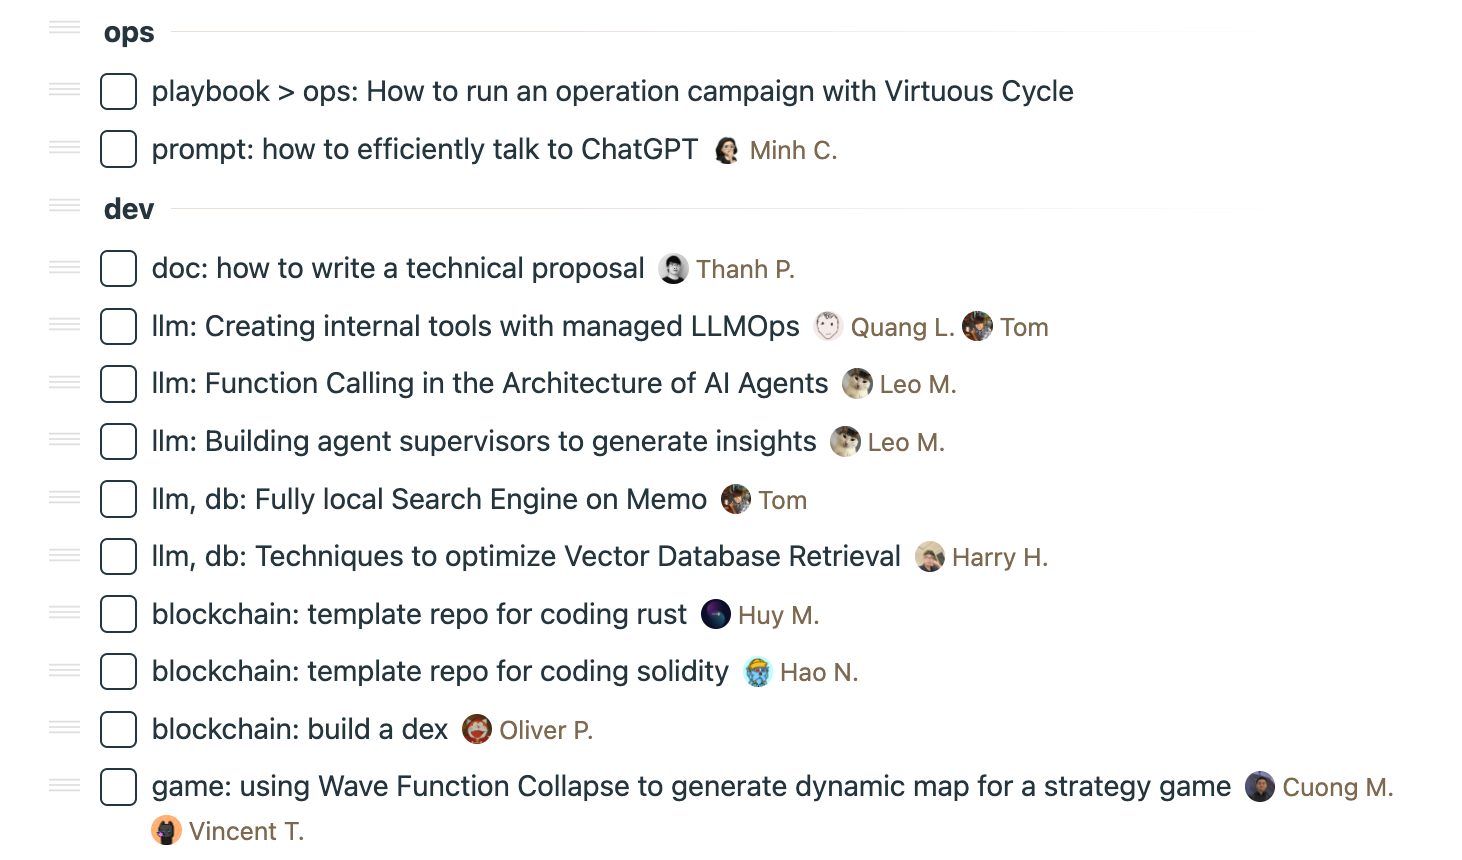 ops
playbook > ops: How to run an operation campaign with Virtuous Cycle
prompt: how to efficiently talk to ChatGPT Minh C.
dev
doc: how to write a technical proposal Thanh P.
llm: Creating internal tools with managed LLMOps Quang L. Tom
llm: Function Calling in the Architecture of AI Agents Leo M.
llm: Building agent supervisors to generate insights Leo M.
llm, db: Fully local Search Engine on Memo Tom
llm, db: Techniques to optimize Vector Database Retrieval Harry H.
blockchain: template repo for coding rust Huy M.
blockchain: template repo for coding solidity Hao N.
blockchain: build a dex Oliver P.
game: using Wave Function Collapse to generate dynamic map for a strategy game Cuong M.
Vincent T.